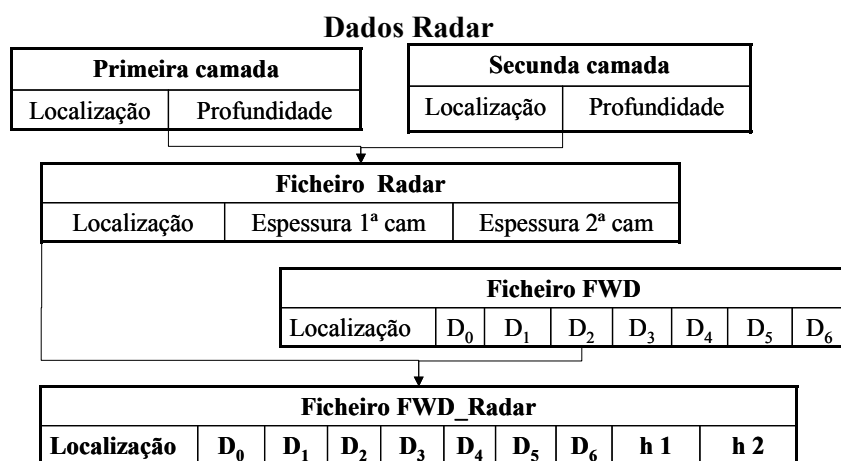 Dados Radar
Primeira camada
Localização Profundidade
Secunda camada
Localização Profundidade
Ficheiro Radar
Localização Espessura 1ª cam Espessura 2ª cam
Ficheiro FWD
Localização D0 D1 D2 D3 D4 D5 D6
Ficheiro FWD_Radar
Localização D0 D1 D2 D3 D4 D5 D6 h 1 h 2